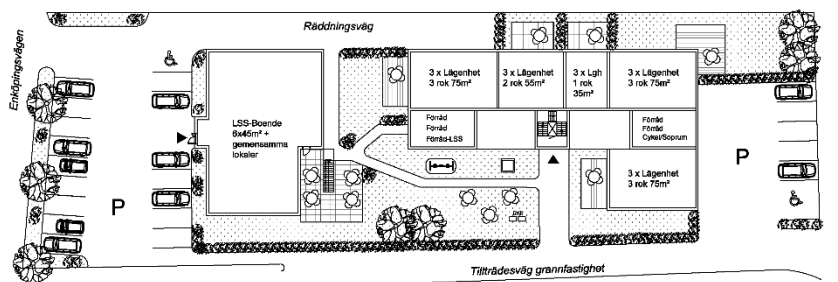 Räddningsväg
Enköpingsvägen
LSS-Boende
6x45m² +
gemensamma
lokaler
3 x Lägenhet
3 rok 75m²
3 x Lägenhet
2 rok 55m²
3 x Lgh
1 rok
35m²
3 x Lägenhet
3 rok 75m²
Förråd
Förråd
Förråd-LSS
Förråd
Förråd
Cykel/Soprum
3 x Lägenhet
3 rok 75m²
P
P
Tillträdesväg grannfastighet